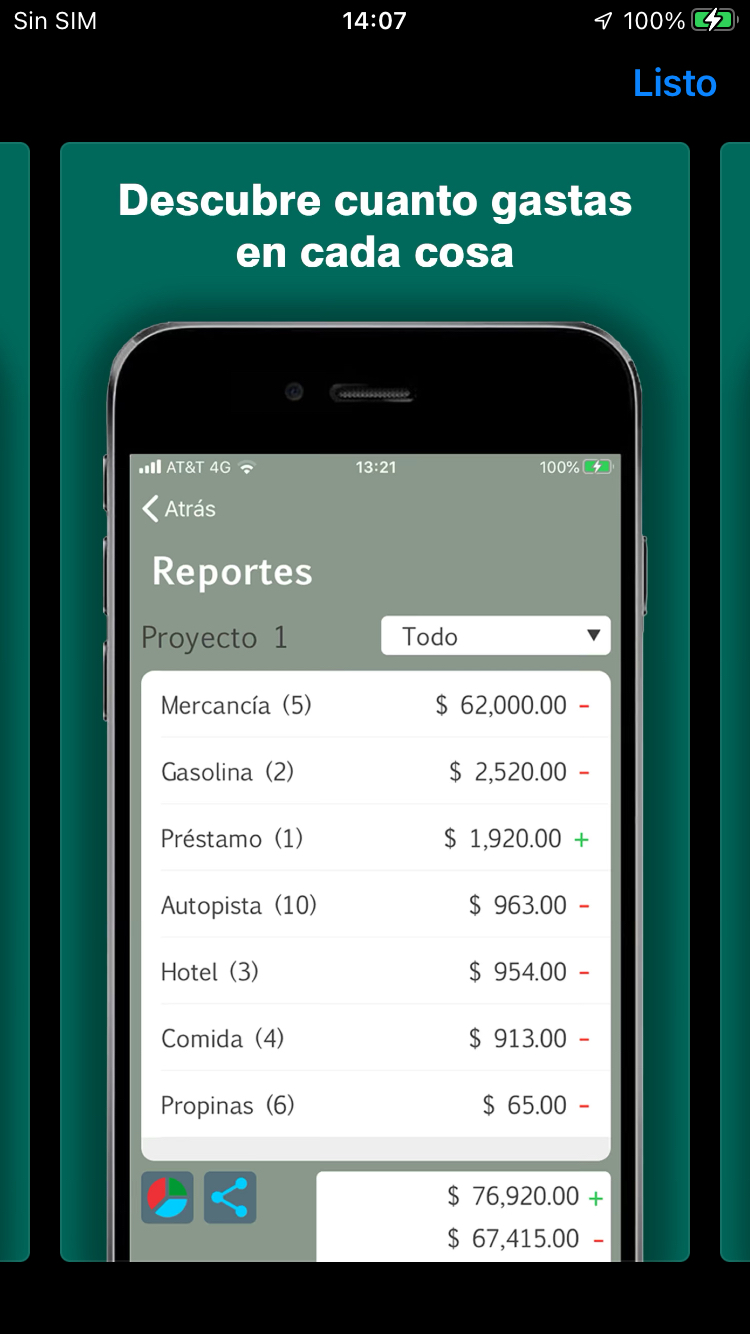 Sin SIM 14:07 100%
Listo
Descubre cuanto gastas
en cada cosa
AT&T 4G 13:21 100%
Atrás
Reportes
Proyecto 1 Todo
Mercancía (5) $ 62,000.00 -
Gasolina (2) $ 2,520.00 -
Préstamo (1) $ 1,920.00 +
Autopista (10) $ 963.00 -
Hotel (3) $ 954.00 -
Comida (4) $ 913.00 -
Propinas (6) $ 65.00 -
$ 76,920.00 +
$ 67,415.00 -